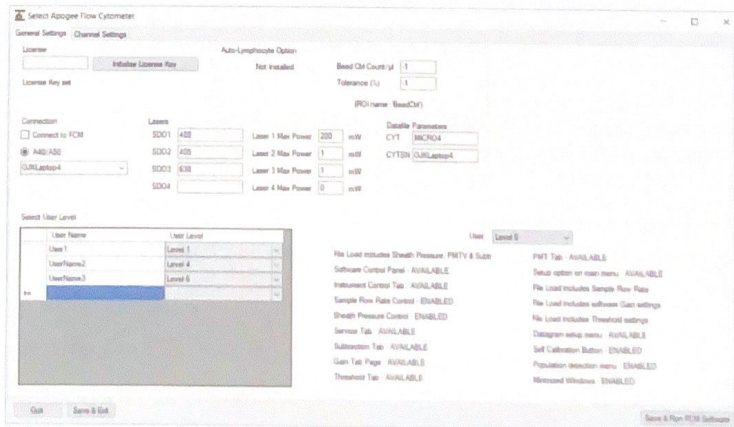 Select Apogee Flow Cytometer
General Settings Channel Settings
License
Initialise License Key
License Key set
Auto-Lymphocyte Option
Not Installed
Bead Cbl Count/µl -1
Tolerance (%) -1
(ROI name BeadCbl)
Connection
Connect to FCM
A40/A50
OJKLaptop4
Lasers
SDD1 488 Laser 1 Max Power 200 mW
SDD2 405 Laser 2 Max Power 1 mW
SDD3 638 Laser 3 Max Power 1 mW
SDD4 Laser 4 Max Power 0 mW
Datafile Parameters
CYT MICRO4
CYTSN OJKLaptop4
Select User Level
User Name User Level
User1 Level 1
UserName2 Level 4
UserName3 Level 6
User Level 6
File Load includes Sheath Pressure, PMTV & Subtr
Software Control Panel - AVAILABLE
Instrument Control Tab - AVAILABLE
Sample Flow Rate Control - ENABLED
Sheath Pressure Control - ENABLED
Service Tab - AVAILABLE
Subtraction Tab - AVAILABLE
Gain Tab Page - AVAILABLE
Threshold Tab - AVAILABLE
PMT Tab - AVAILABLE
Setup option on main menu - AVAILABLE
File Load includes Sample Flow Rate
File Load includes software Gain settings
File Load includes Threshold settings
Datagram setup menu - AVAILABLE
Self Calibration Button - ENABLED
Population detection menu - ENABLED
Minimized Windows - ENABLED
Quit Save & Exit
Save & Run FCM Software